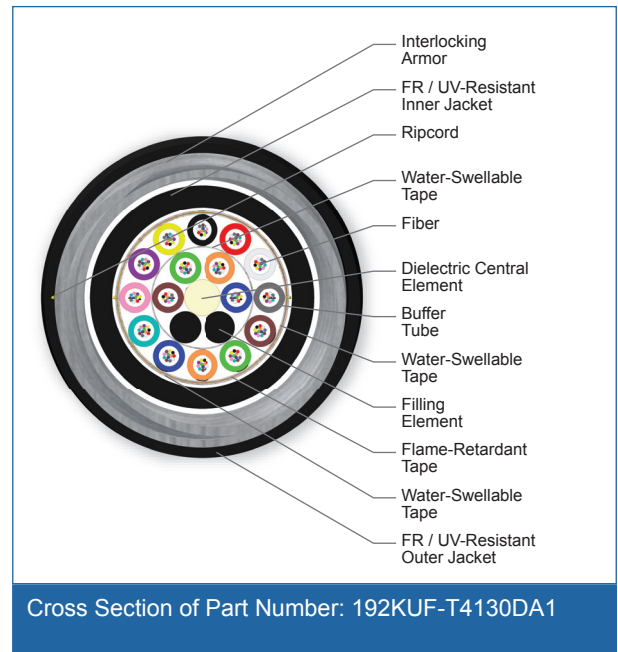 Interlocking
Armor
FR / UV-Resistant
Inner Jacket
Ripcord
Water-Swellable
Tape
Fiber
Dielectric Central
Element
Buffer
Tube
Water-Swellable
Tape
Filling
Element
Flame-Retardant
Tape
Water-Swellable
Tape
FR / UV-Resistant
Outer Jacket
Cross Section of Part Number: 192KUF-T4130DA1